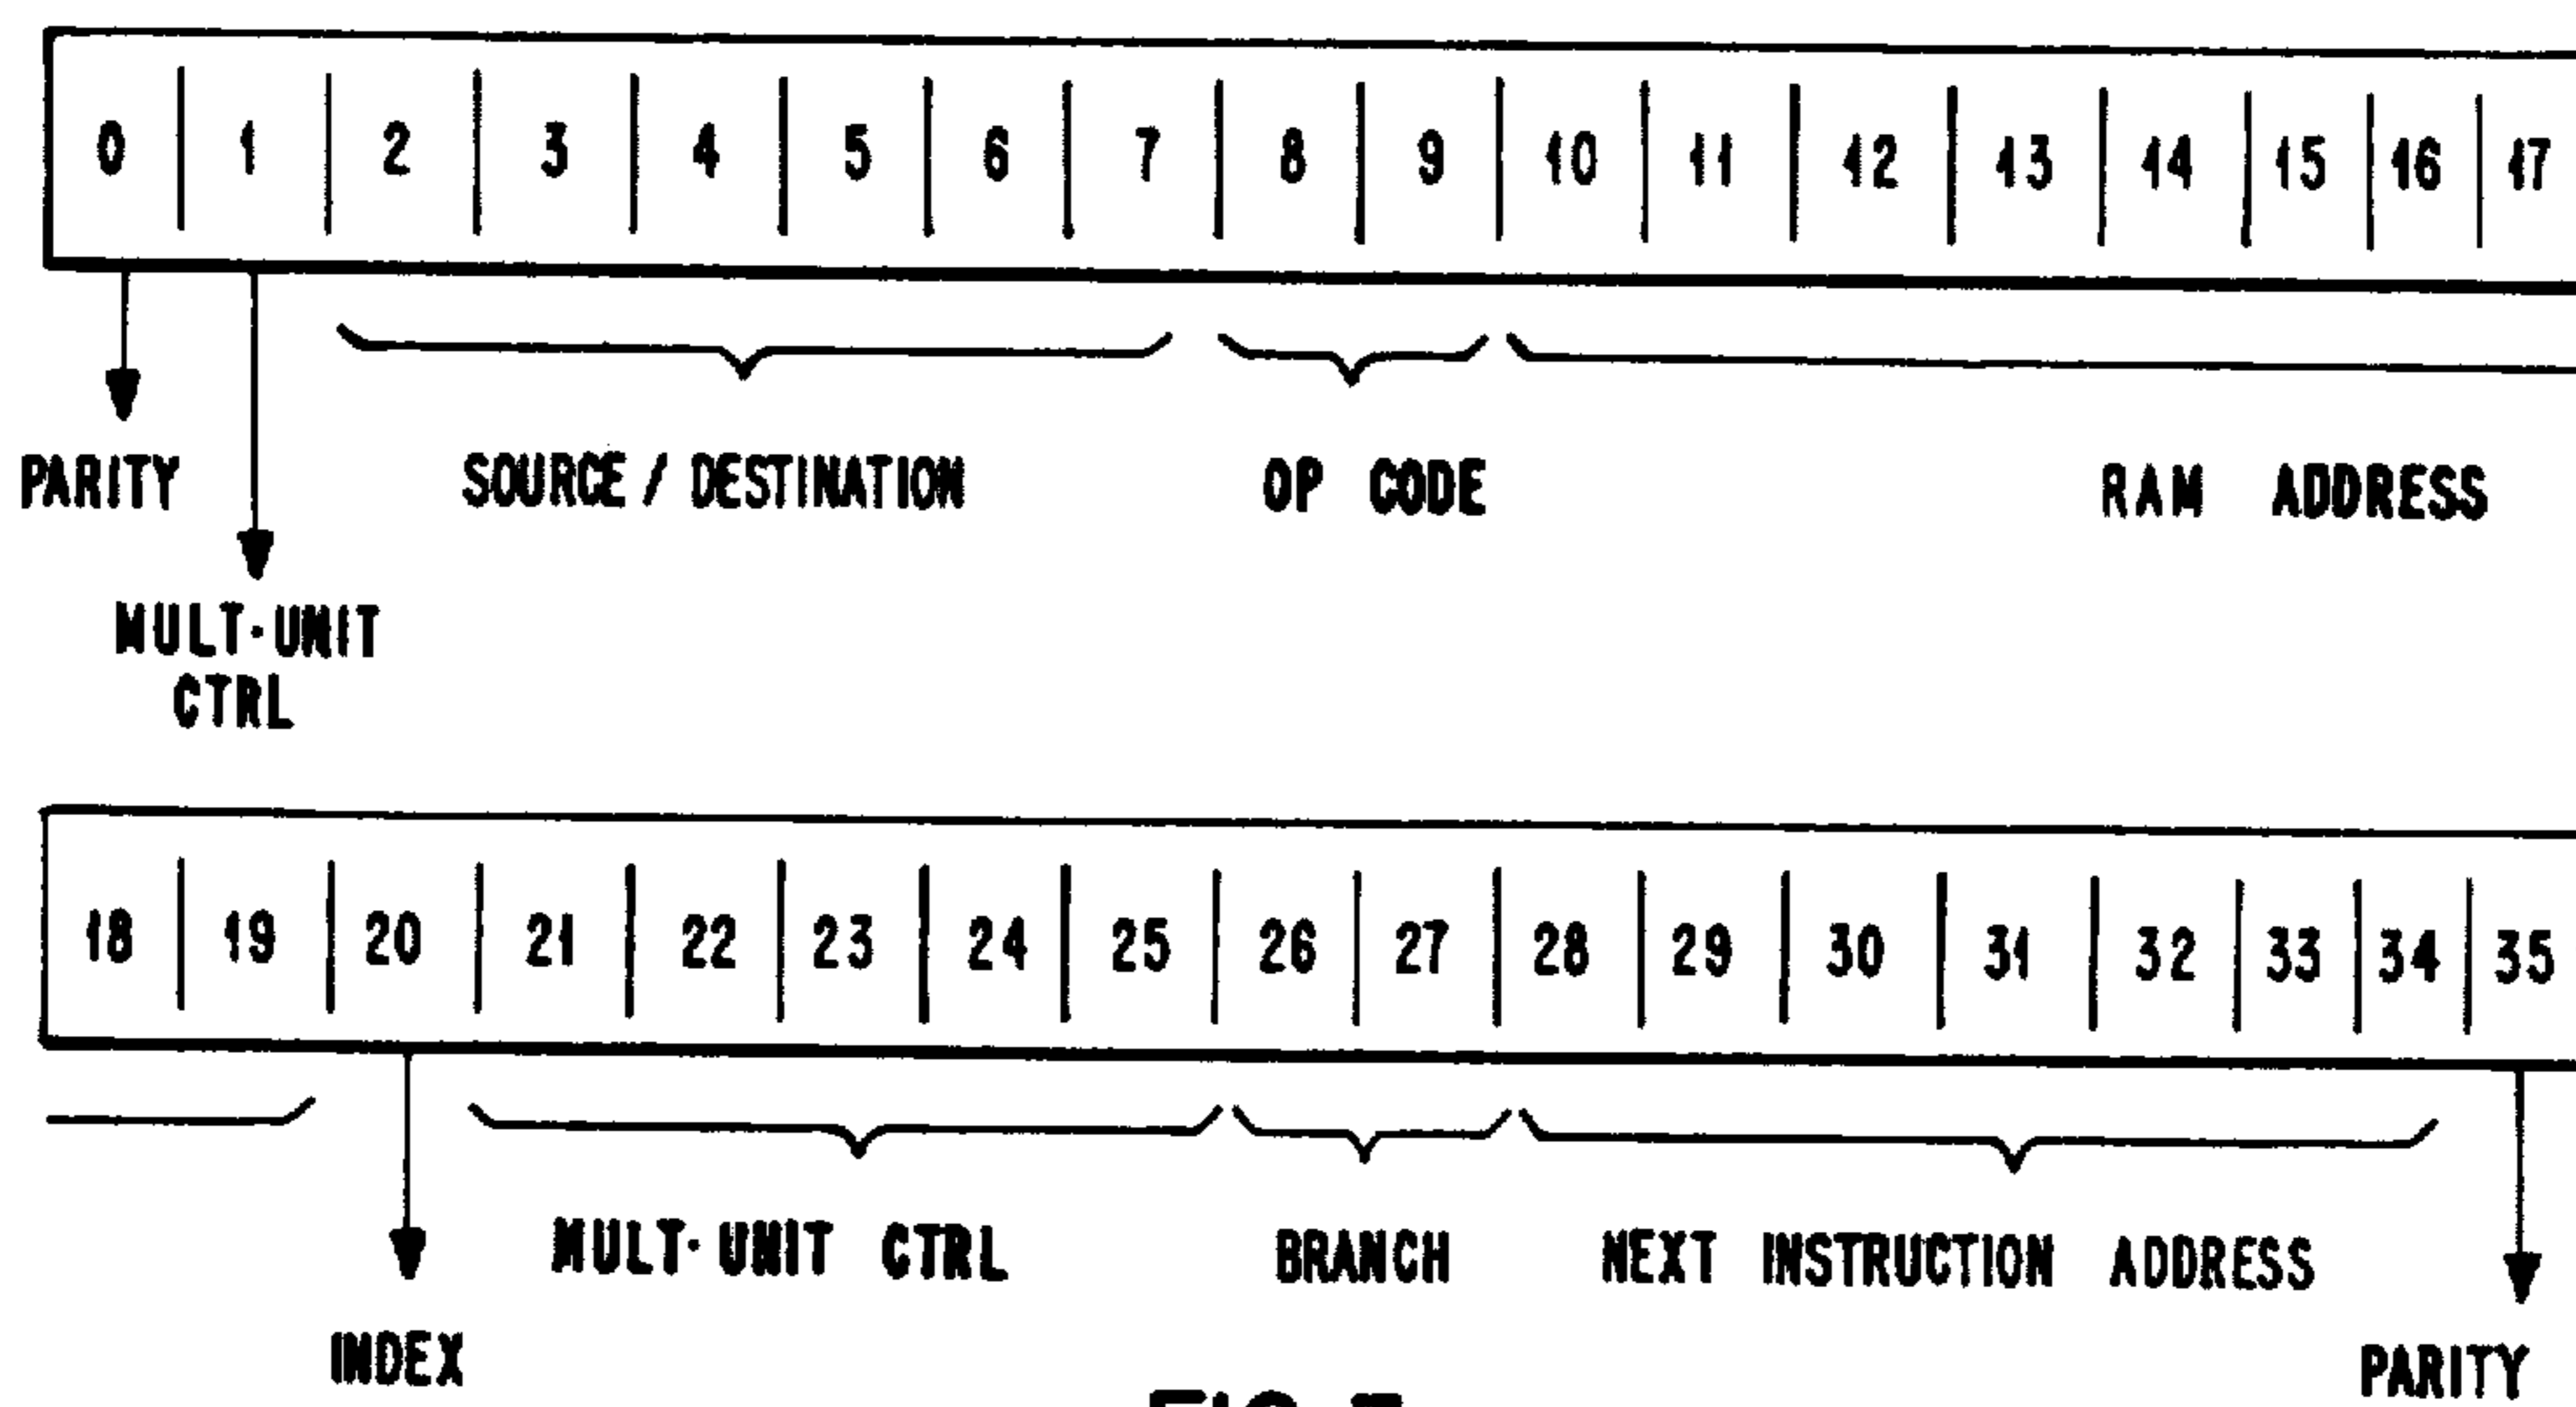 0 1 2 3 4 5 6 7 8 9 10 11 12 13 14 15 16 17
PARITY SOURCE / DESTINATION OP CODE RAM ADDRESS
MULT-UNIT
CTRL
18 19 20 21 22 23 24 25 26 27 28 29 30 31 32 33 34 35
MULT-UNIT CTRL BRANCH NEXT INSTRUCTION ADDRESS
INDEX PARITY